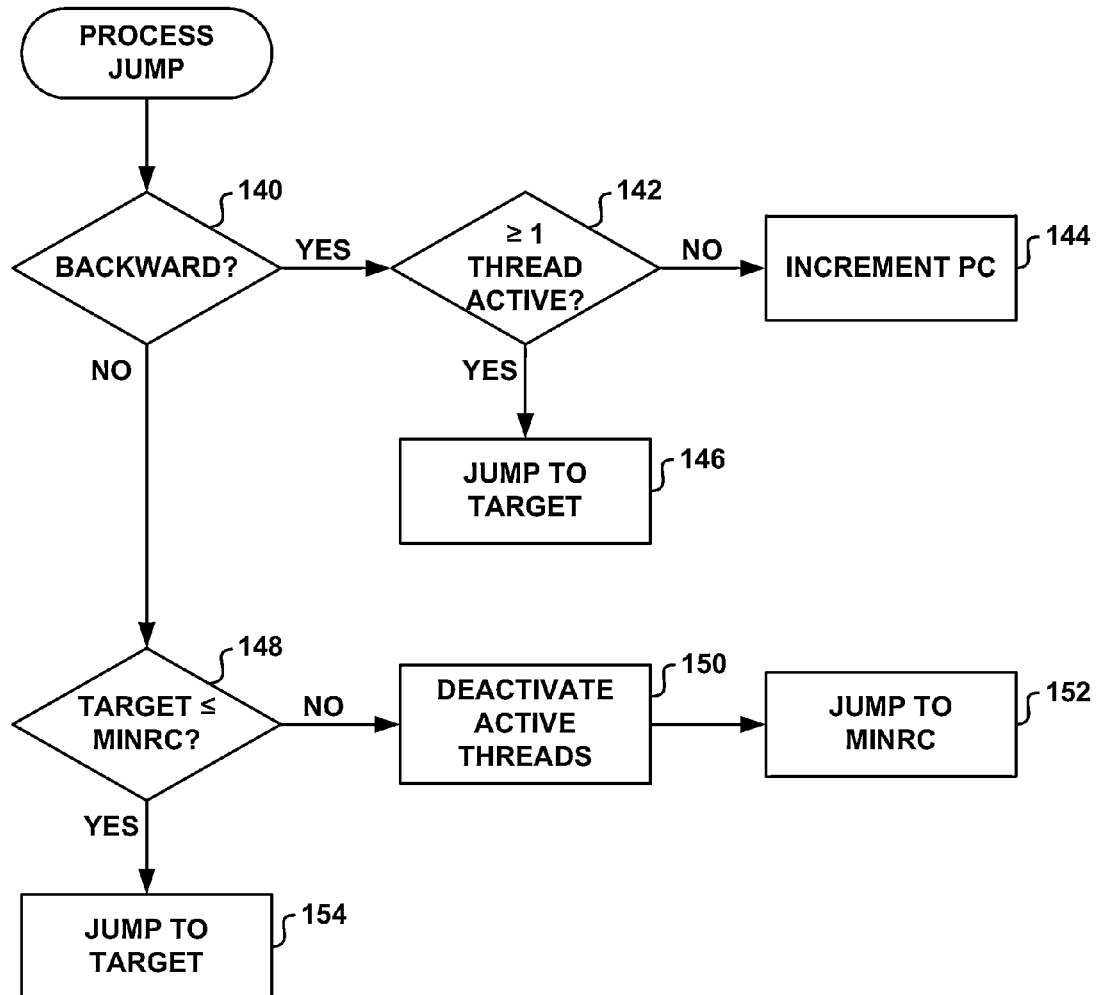 PROCESS
JUMP
140
BACKWARD?
YES
NO
142
≥ 1
THREAD
ACTIVE?
NO
YES
INCREMENT PC
144
JUMP TO
TARGET
146
148
TARGET ≤
MINRC?
NO
YES
DEACTIVATE
ACTIVE
THREADS
150
JUMP TO
MINRC
152
JUMP TO
TARGET
154